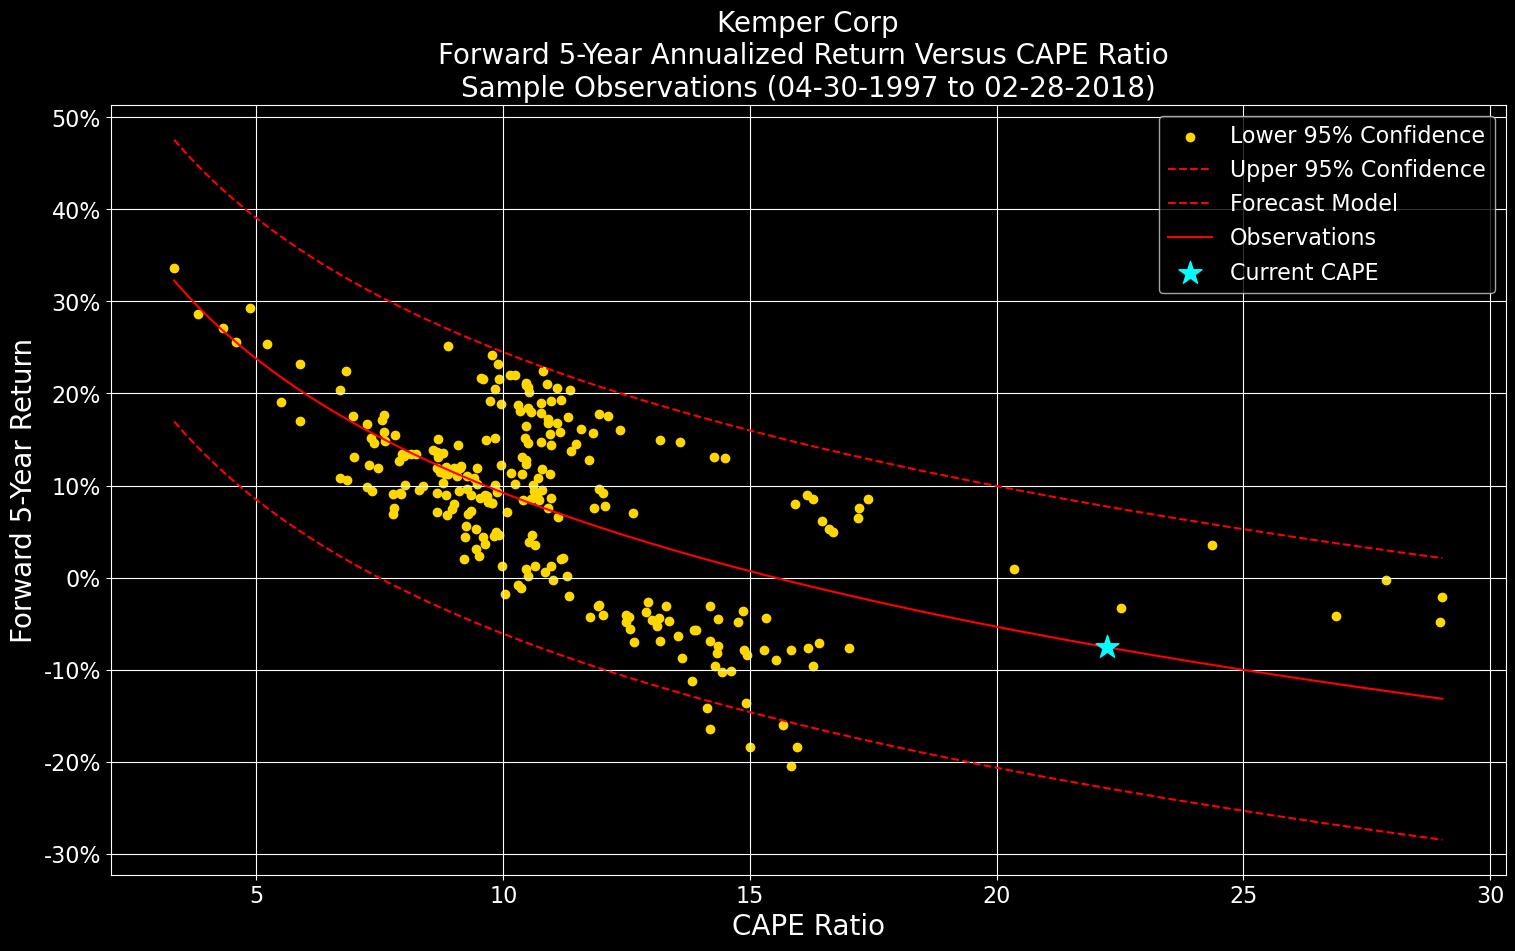 Kemper Corp
Forward 5-Year Annualized Return Versus CAPE Ratio
Sample Observations (04-30-1997 to 02-28-2018)
Lower 95% Confidence
Upper 95% Confidence
Forecast Model
Observations
Current CAPE
Forward 5-Year Return
50%
40%
30%
20%
10%
0%
-10%
-20%
-30%
5 10 15 20 25 30
CAPE Ratio